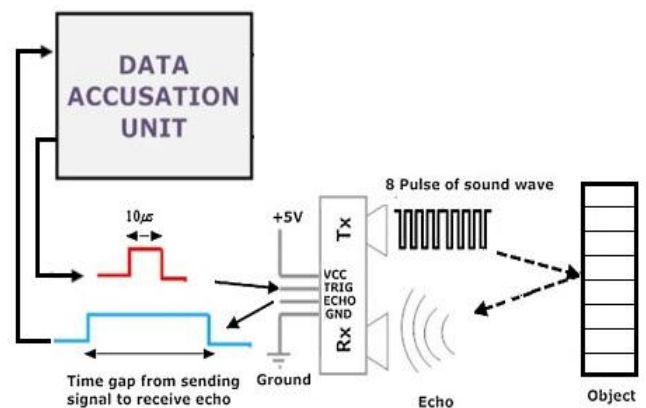 DATA
ACCUSATION
UNIT
8 Pulse of sound wave
10μs
+5V
Tx
VCC
TRIG
ECHO
GND
Rx
Ground
Time gap from sending
signal to receive echo
Echo
Object